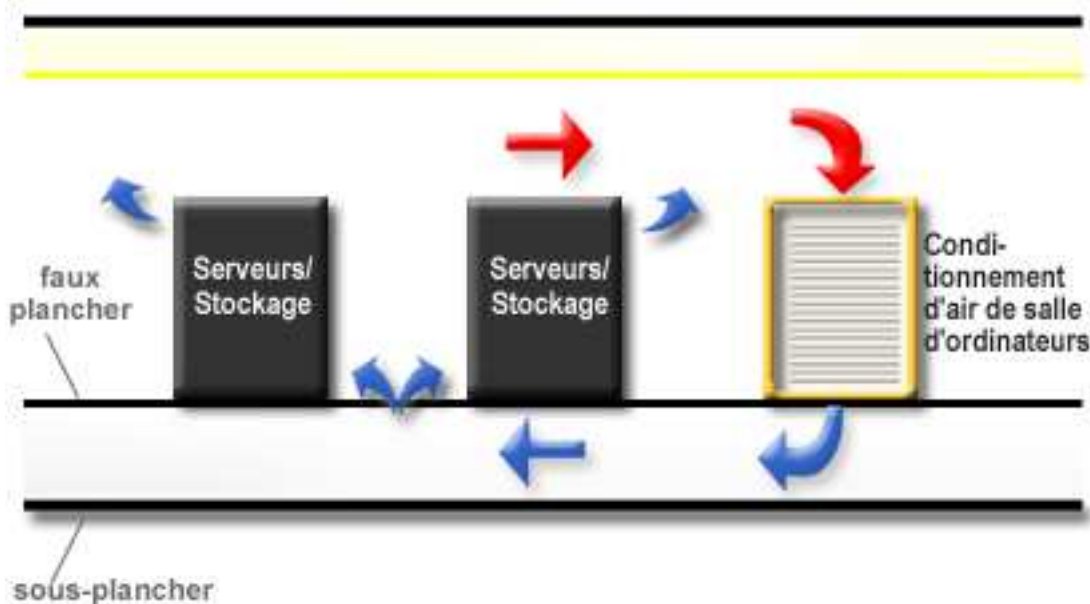 Serveurs/
Stockage
Serveurs/
Stockage
Condi-
tionnement
d'air de salle
d'ordinateurs
faux
plancher
sous-plancher